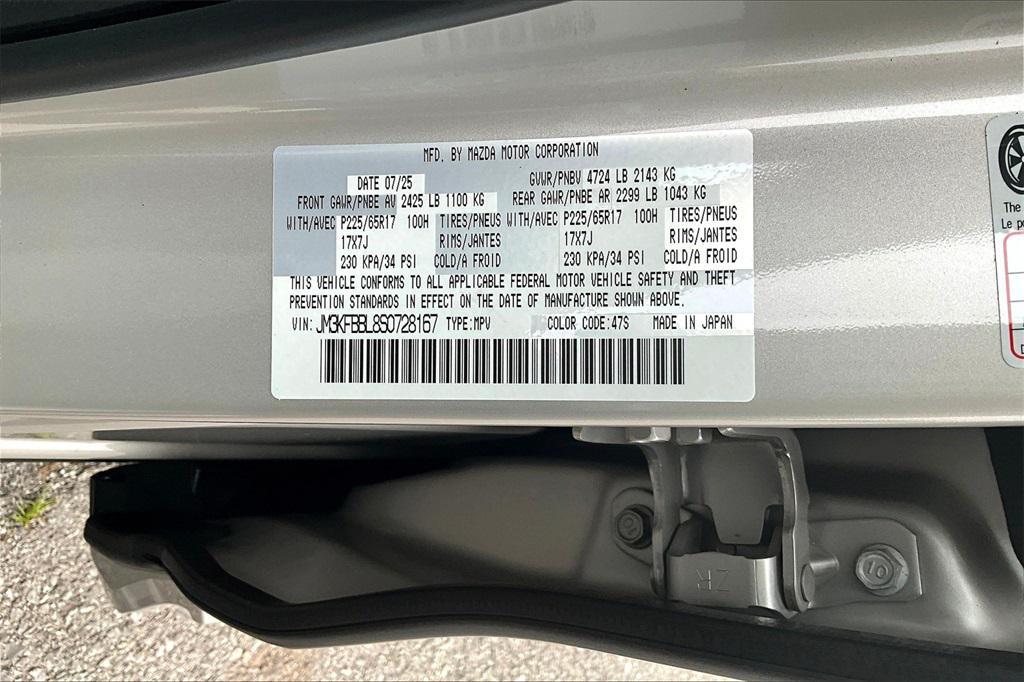 MFD. BY MAZDA MOTOR CORPORATION
DATE 07/25 GVWR/PNBV 4724 LB 2143 KG
FRONT GAWR/PNBE AV 2425 LB 1100 KG REAR GAWR/PNBE AR 2299 LB 1043 KG
WITH/AVEC P225/65R17 100H TIRES/PNEUS WITH/AVEC P225/65R17 100H TIRES/PNEUS
17X7J RIMS/JANTES 17X7J RIMS/JANTES
230 KPA/34 PSI COLD/A FROID 230 KPA/34 PSI COLD/A FROID
THIS VEHICLE CONFORMS TO ALL APPLICABLE FEDERAL MOTOR VEHICLE SAFETY AND THEFT
PREVENTION STANDARDS IN EFFECT ON THE DATE OF MANUFACTURE SHOWN ABOVE.
VIN: JM3KFBBL8S0728167 TYPE:MPV COLOR CODE:47S MADE IN JAPAN
The
Le
ZR
10